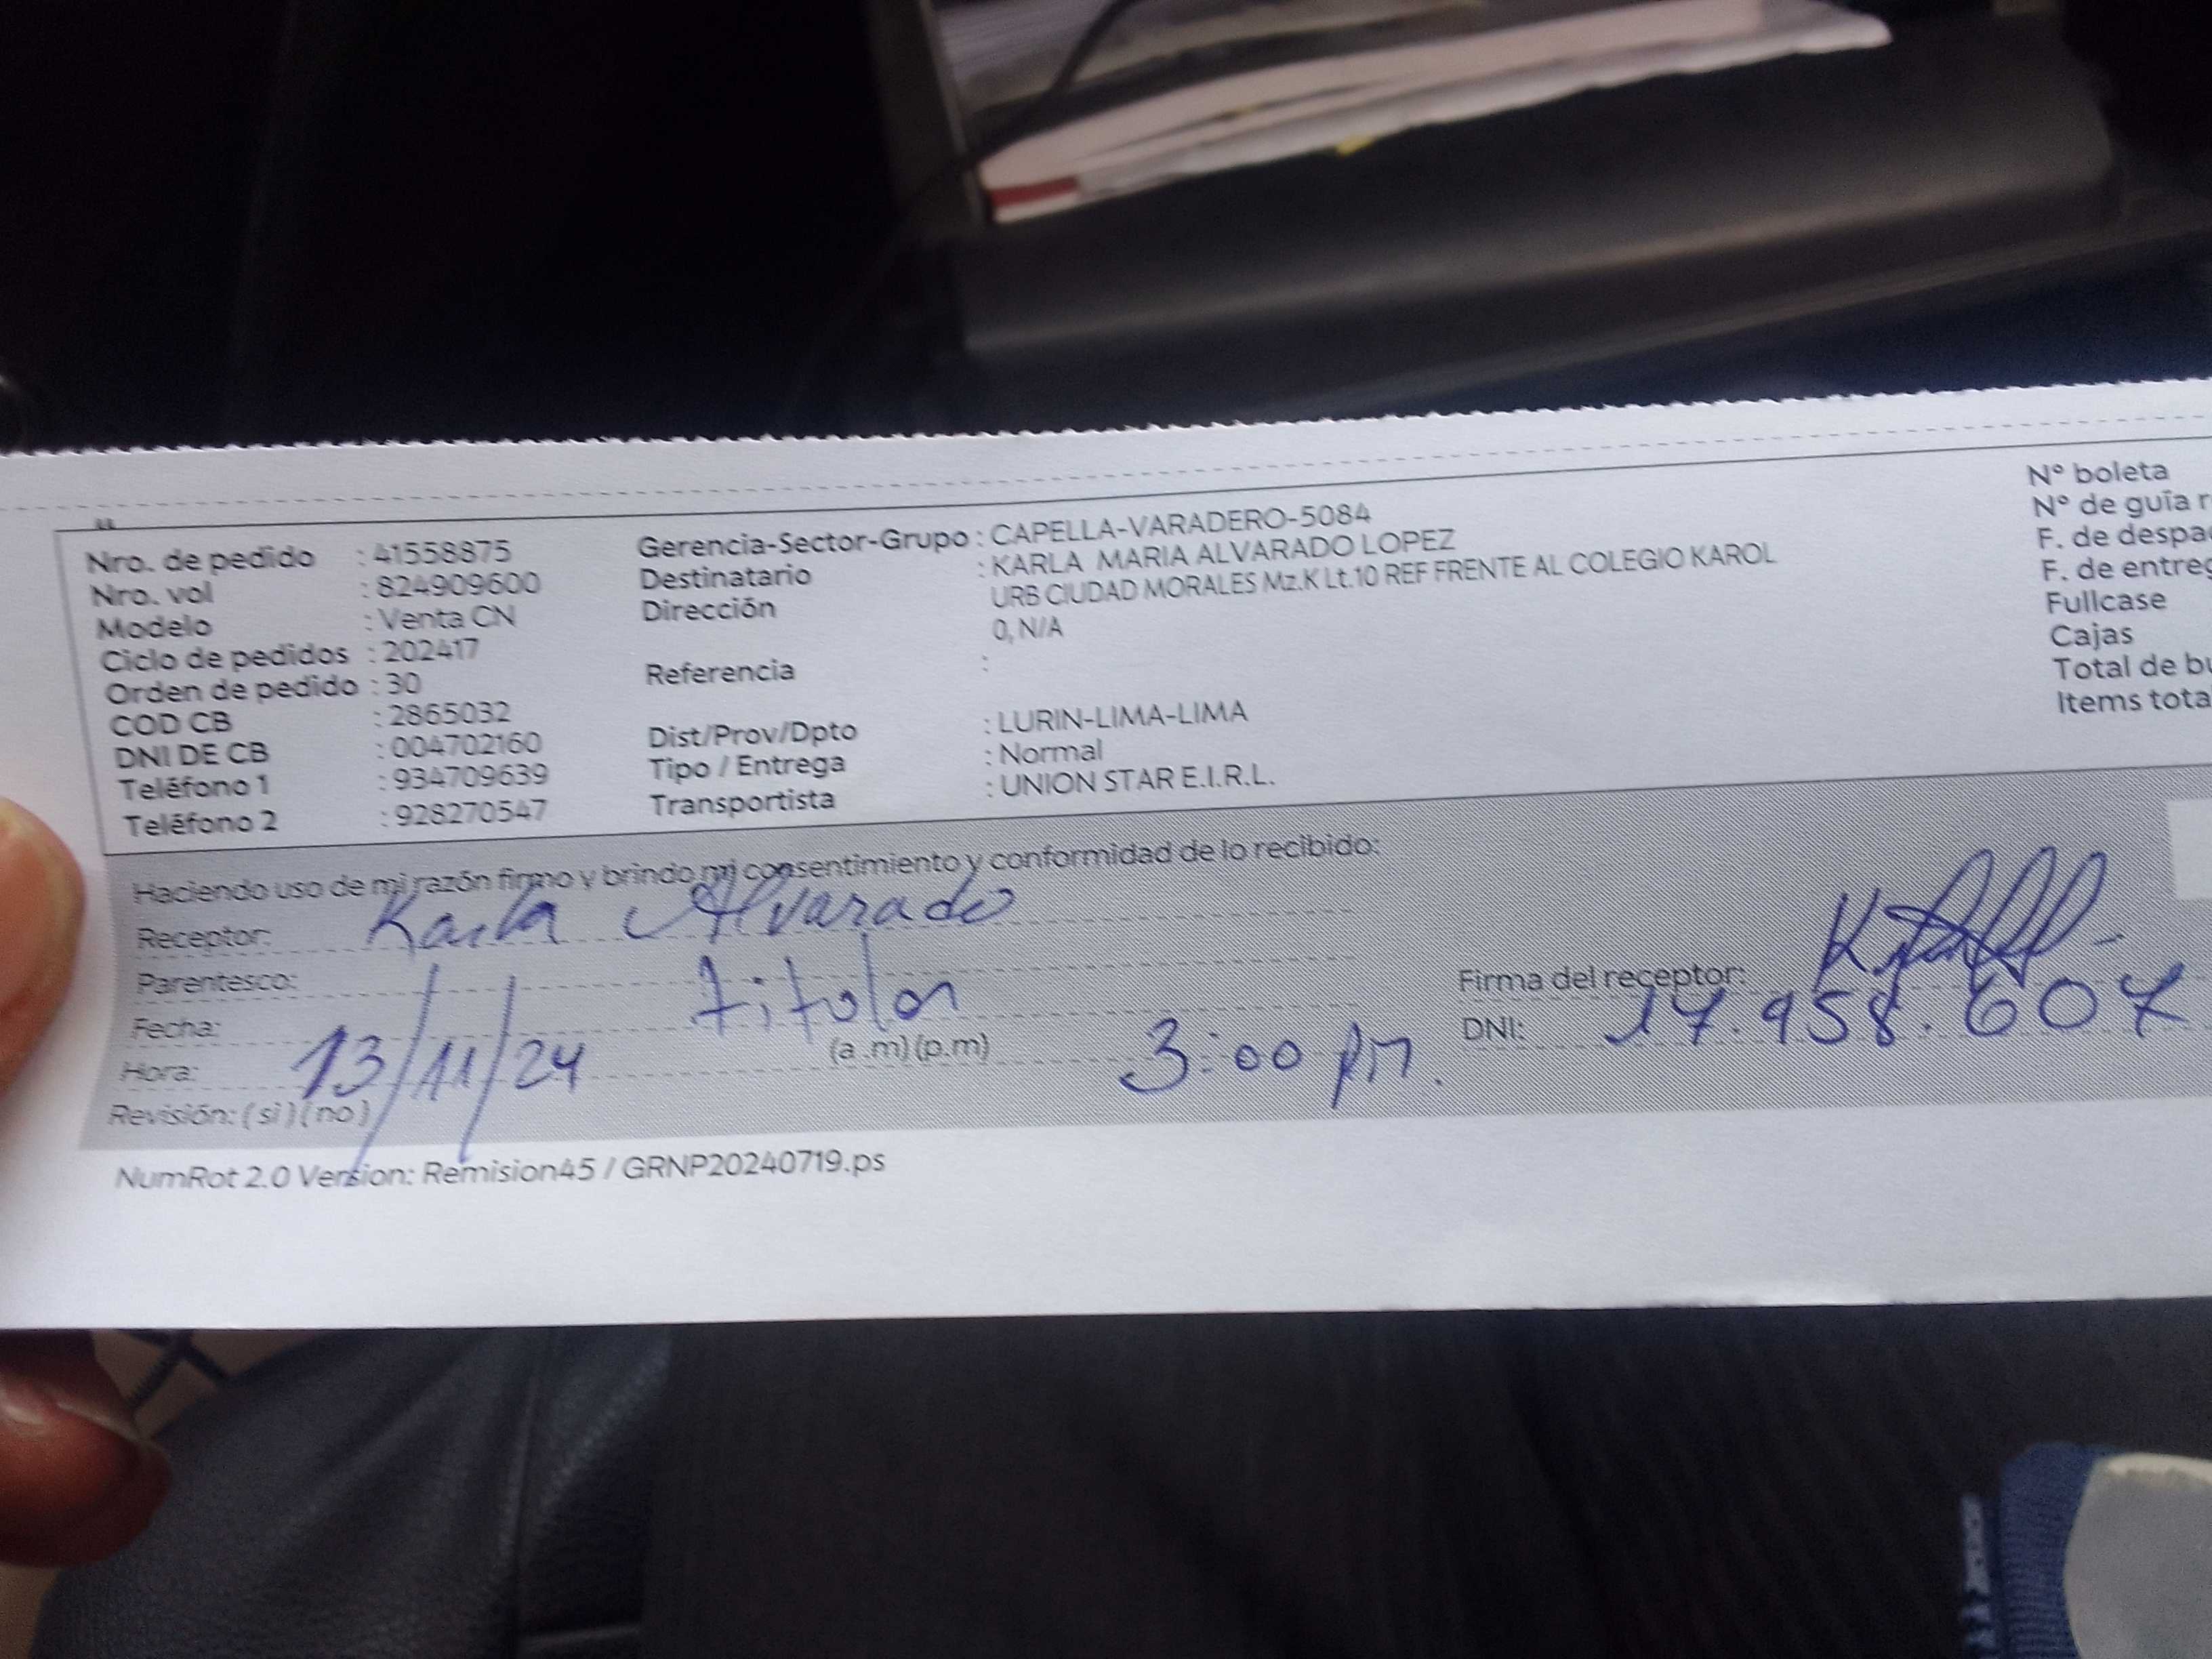 Nro. de pedido : 41558875
Nro. vol : 824909600
Modelo : Venta CN
Ciclo de pedidos : 202417
Orden de pedido : 30
COD CB : 2865032
DNI DE CB : 004702160
Teléfono 1 : 934709639
Teléfono 2 : 928270547
Gerencia-Sector-Grupo : CAPELLA-VARADERO-5084
Destinatario : KARLA MARIA ALVARADO LOPEZ
Dirección URB CIUDAD MORALES Mz.K Lt.10 REF FRENTE AL COLEGIO KAROL
0, N/A
Referencia :
Dist/Prov/Dpto : LURIN-LIMA-LIMA
Tipo / Entrega : Normal
Transportista : UNION STAR E.I.R.L.
Nº boleta
Nº de guía
F. de
F. de
Fullcase
Cajas
Total de
Items
Haciendo uso de mi razón firmo y brindo mi consentimiento y conformidad de lo recibido:
Receptor: Karla Alvarado
Parentesco: titular
Fecha: 13/11/24
Hora: (a .m) (p.m) 3:00 pm.
Revisión: ( si ) ( no )
Firma del receptor:
DNI: 17.958.607
NumRot 2.0 Version: Remision45 / GRNP20240719.ps